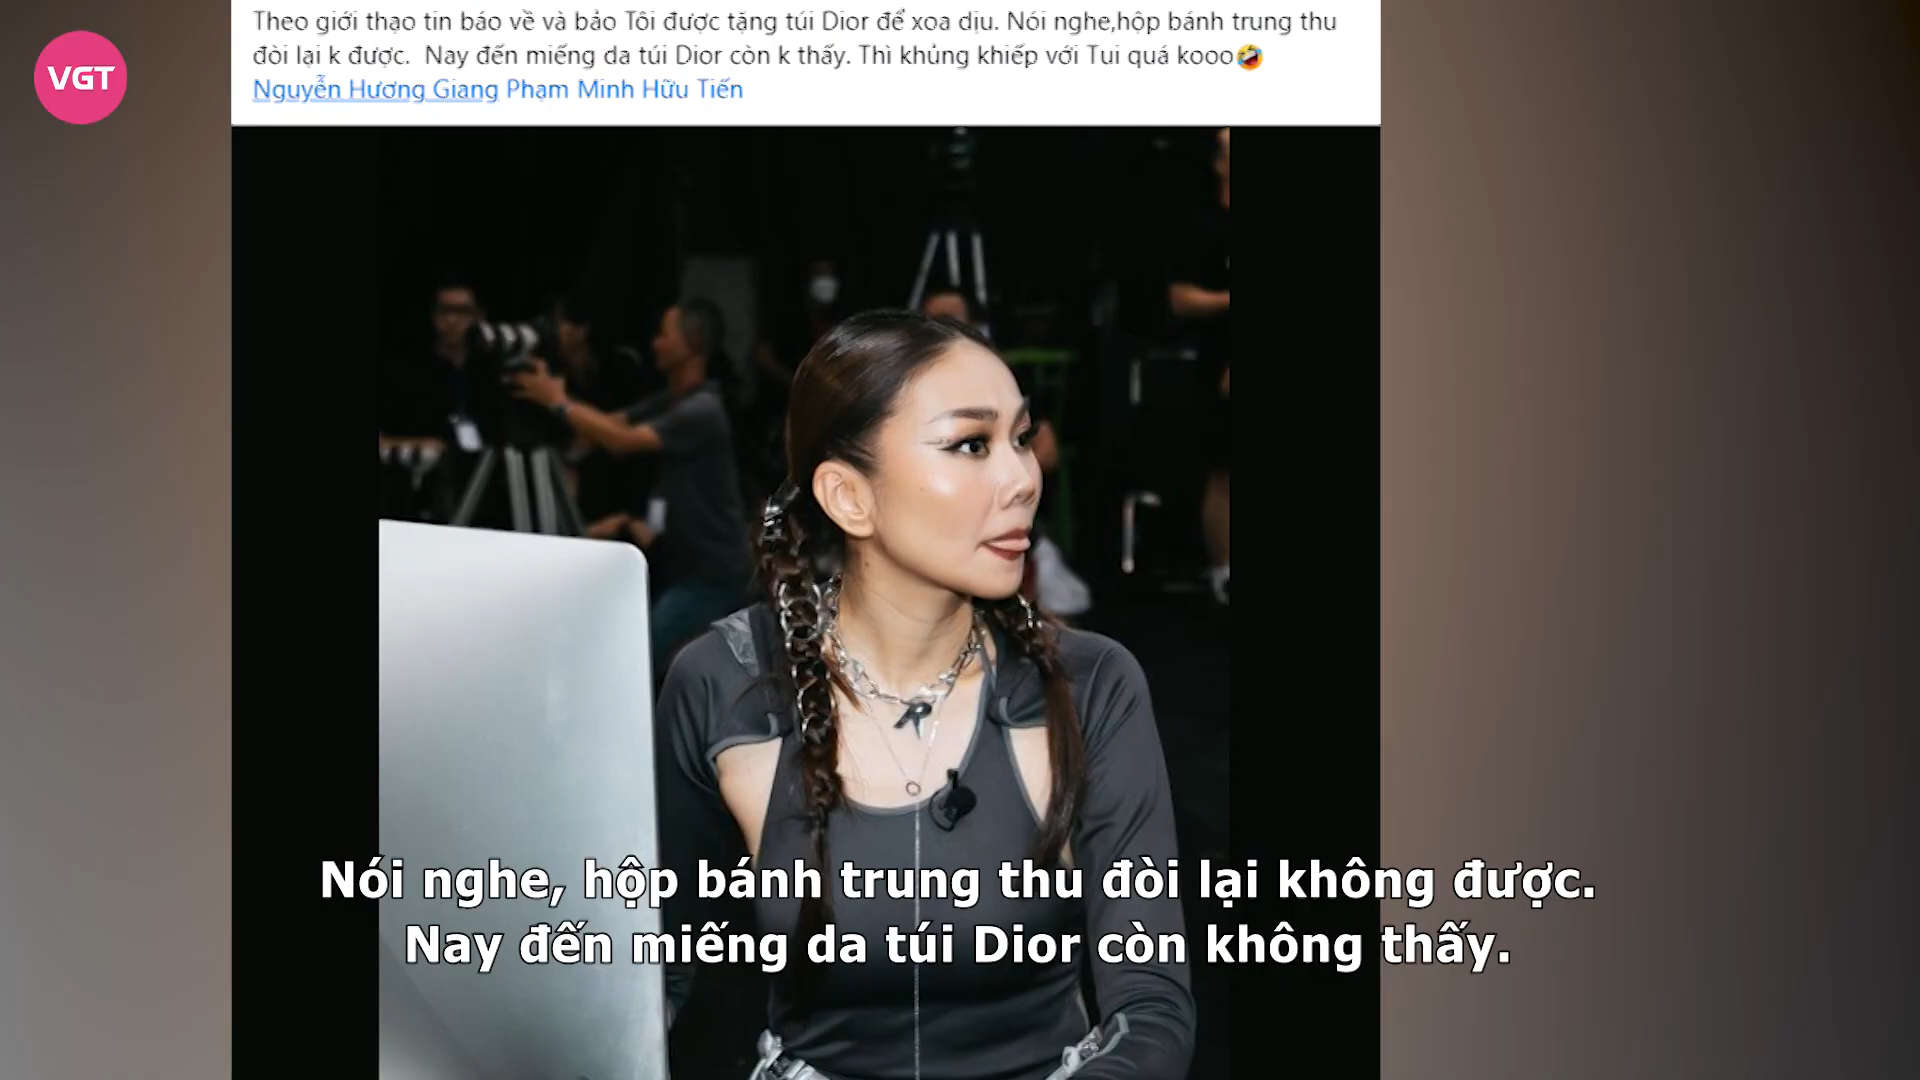 VGT
Theo giới thạo tin báo về và bảo Tôi được tặng túi Dior để xoa dịu. Nói nghe,hộp bánh trung thu
đòi lại k được. Nay đến miếng da túi Dior còn k thấy. Thì khủng khiếp với Tui quá kooo🤣
Nguyễn Hương Giang Phạm Minh Hữu Tiến
Nói nghe, hộp bánh trung thu đòi lại không được.
Nay đến miếng da túi Dior còn không thấy.